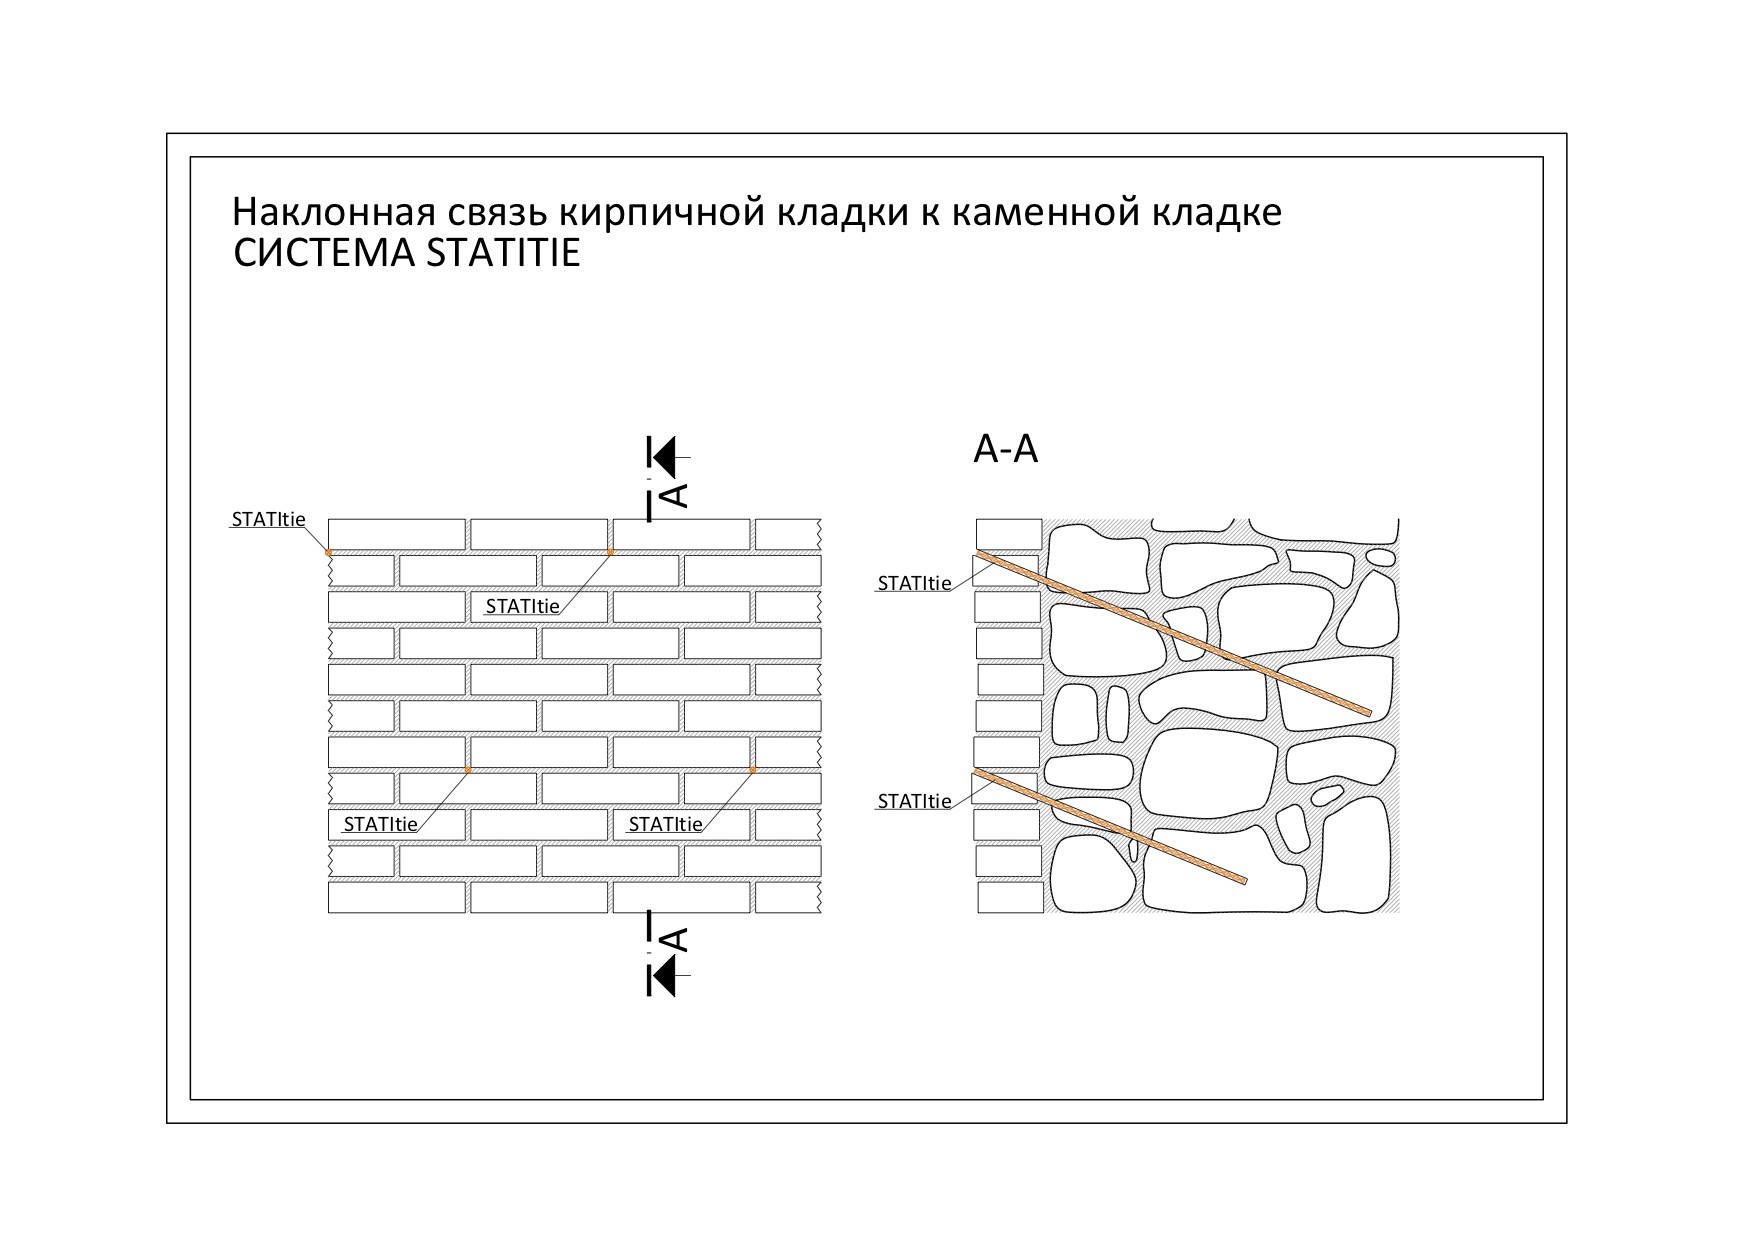 Наклонная связь кирпичной кладки к каменной кладке
СИСТЕМА STATITIE
A
A-A
STATItie
STATItie
STATItie
STATItie
STATItie
STATItie
A